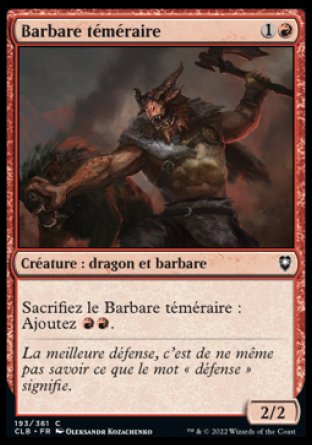 Barbare téméraire 1
Créature : dragon et barbare
Sacrifiez le Barbare téméraire :
Ajoutez .
La meilleure défense, c'est de ne même
pas savoir ce que le mot « défense »
signifie.
2/2
193/361 C
CLB • FR Oleksandr Kozachenko
™ & © 2022 Wizards of the Coast